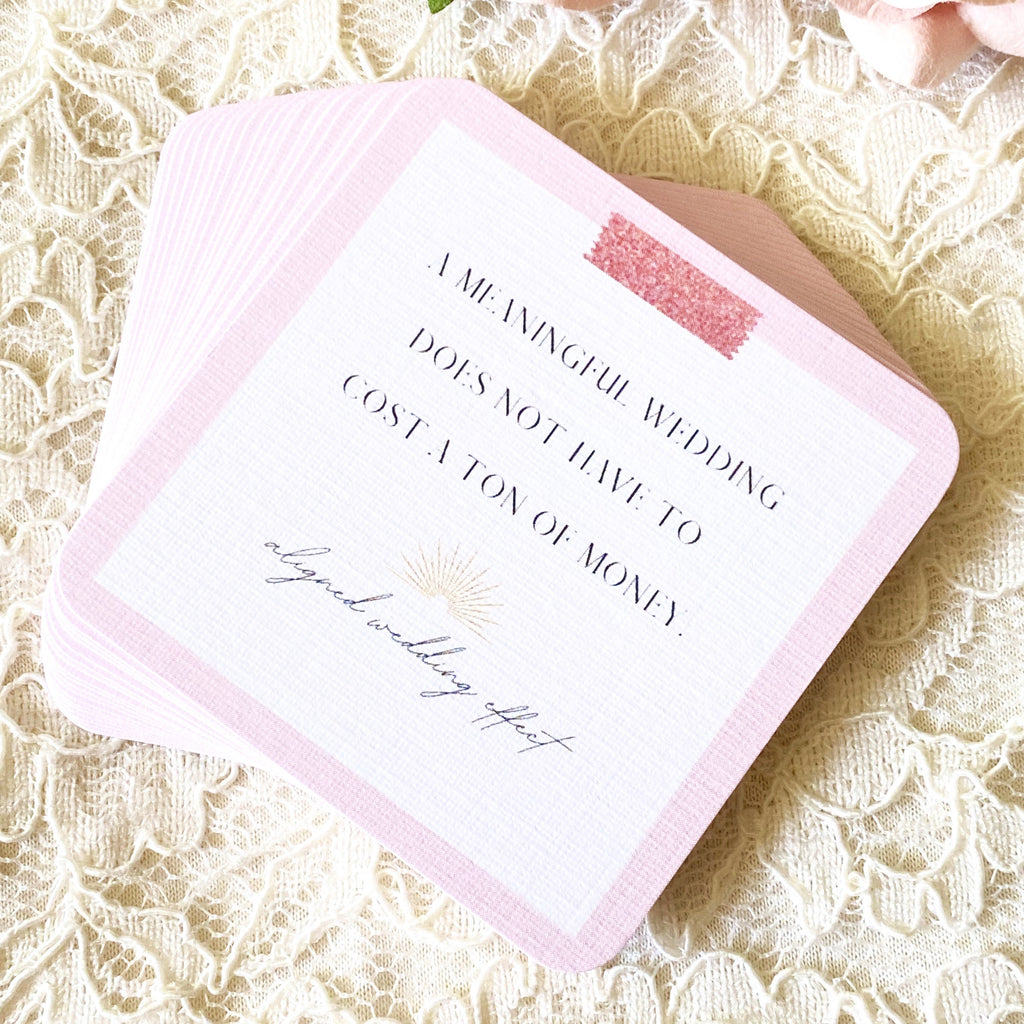 A MEANINGFUL WEDDING
DOES NOT HAVE TO
COST A TON OF MONEY.
aligned wedding effect